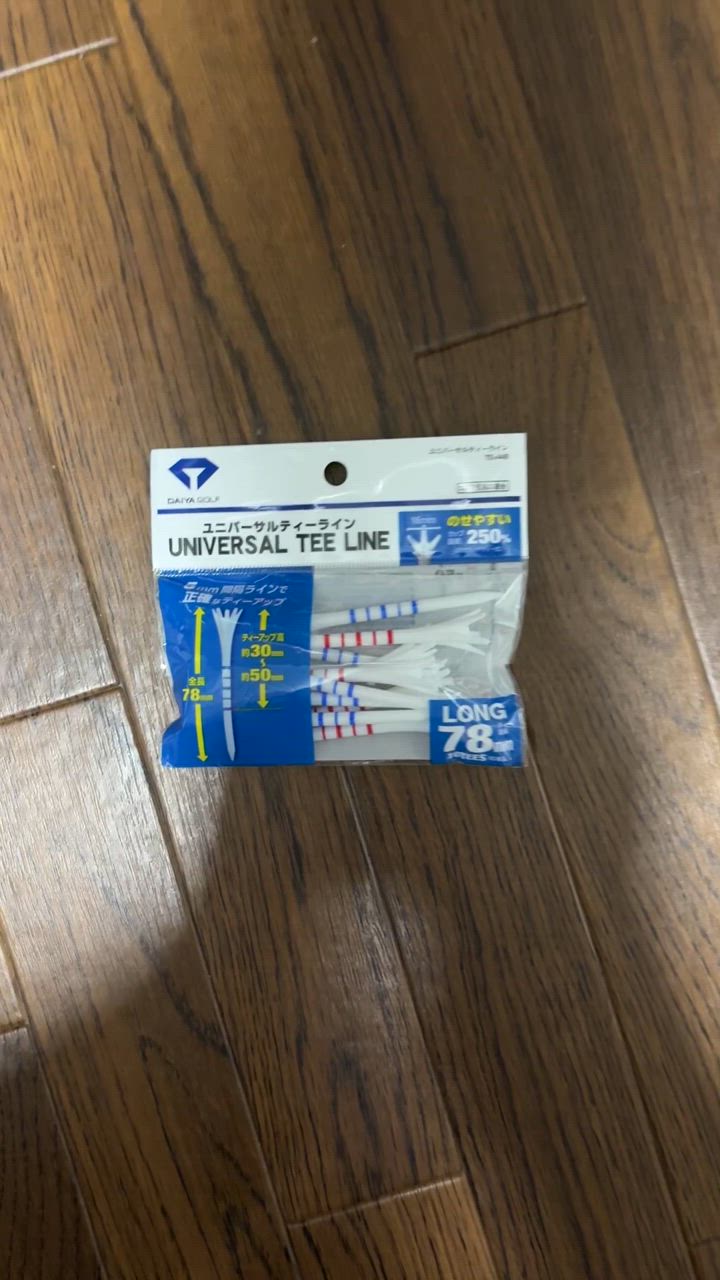 DAIYA GOLF
ユニバーサルティーライン
ユニバーサルティーライン
UNIVERSAL TEE LINE
のせやすい
250%
5mm間隔ラインで
正確なティーアップ
ティーアップ高
約30mm
~
約50mm
全長
78mm
LONG
78mm